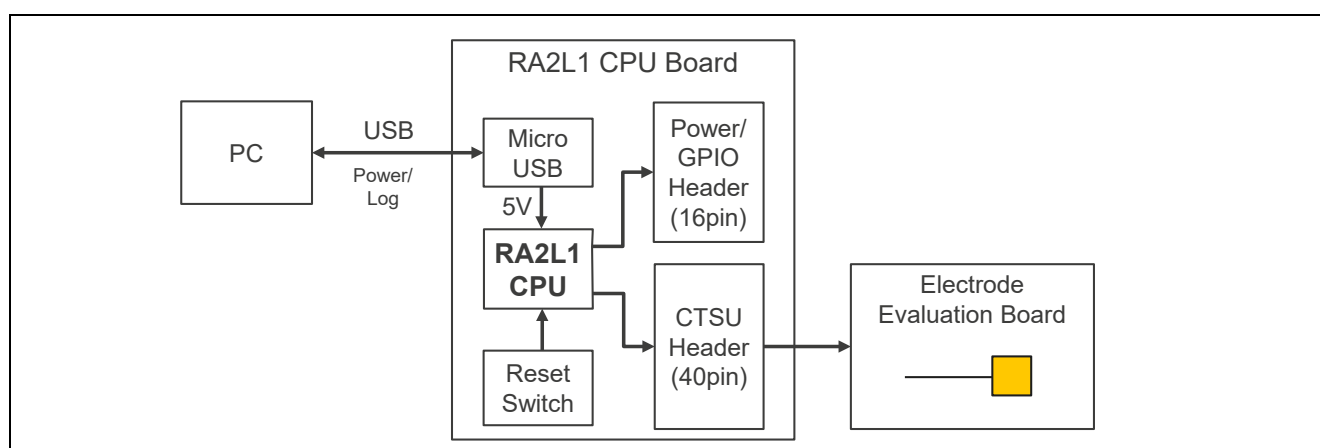 RA2L1 CPU Board
PC
USB
Power/
Log
Micro
USB
5V
RA2L1
CPU
Reset
Switch
Power/
GPIO
Header
(16pin)
CTSU
Header
(40pin)
Electrode
Evaluation Board